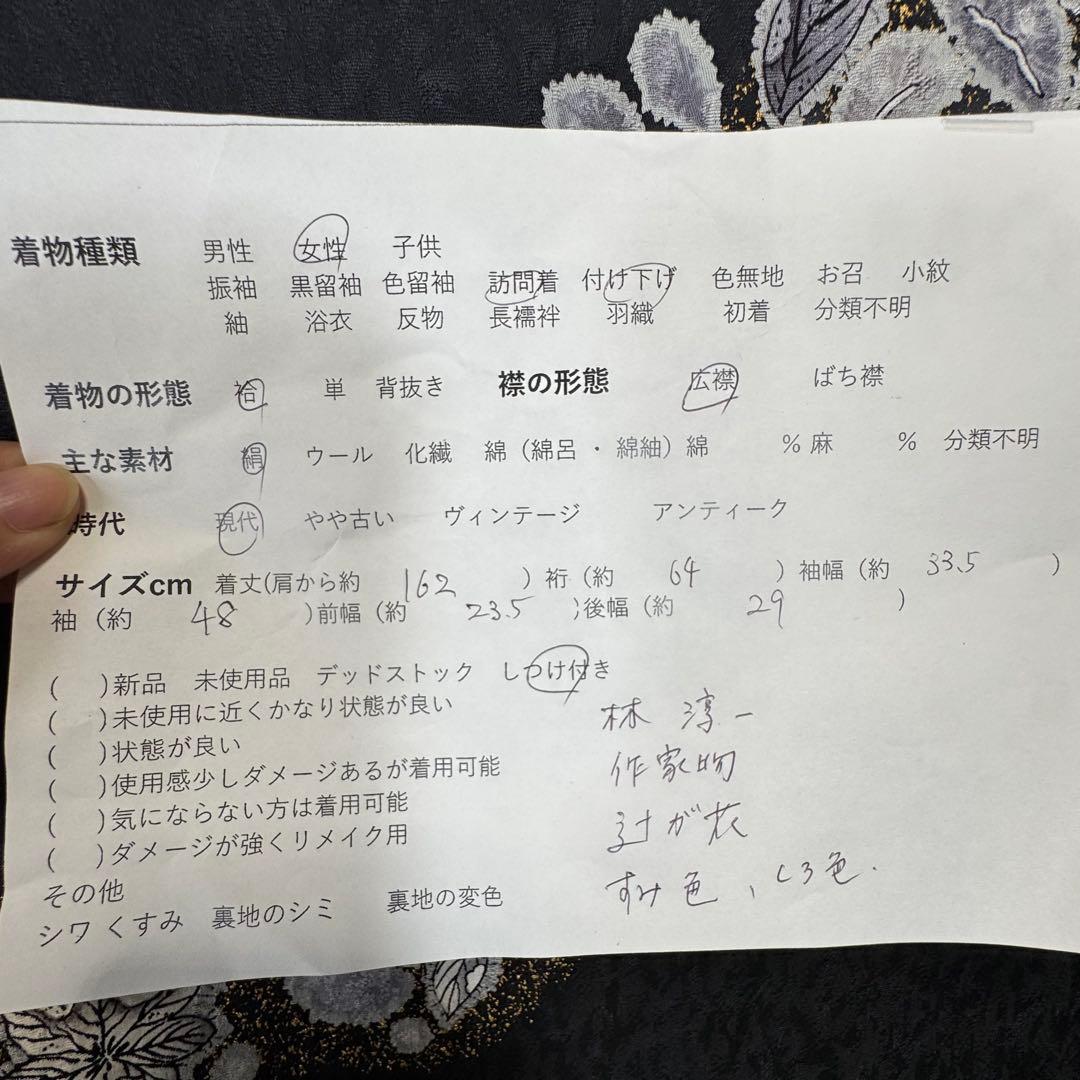 着物種類 男性 女性 子供
振袖 黒留袖 色留袖 訪問着 付け下げ 色無地 お召 小紋
紬 浴衣 反物 長襦袢 羽織 初着 分類不明
着物の形態 袷 単 背抜き 襟の形態 広襟 ばち襟
主な素材 絹 ウール 化繊 綿（綿呂・綿紬）綿 %麻 % 分類不明
時代 現代 やや古い ヴィンテージ アンティーク
サイズcm 着丈(肩から約 162 ) 裄（約 64 ）袖幅（約 33.5 ）
袖（約 48 )前幅（約 23.5 ;後幅（約 29 ）
( )新品 未使用品 デッドストック しつけ付き
( )未使用に近くかなり状態が良い
( )状態が良い
( )使用感少しダメージあるが着用可能
( )気にならない方は着用可能
( )ダメージが強くリメイク用
その他
シワ くすみ 裏地のシミ 裏地の変色
林 淳一
作家物
辻が花
すみ色、くろ色.